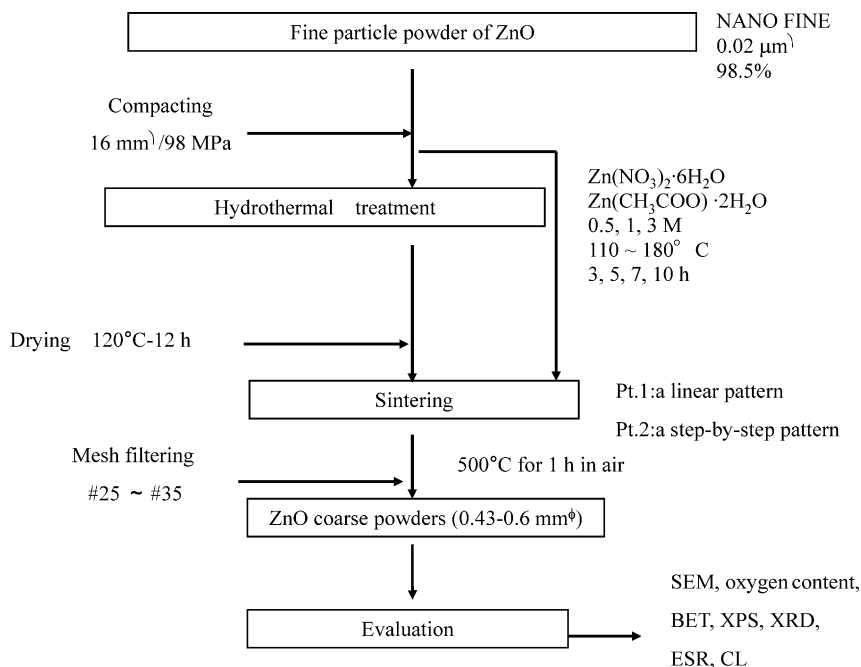 Fine particle powder of ZnO
NANO FINE
0.02 μm⁾
98.5%
Compacting
16 mm⁾/98 MPa
Zn(NO₃)₂·6H₂O
Zn(CH₃COO) ·2H₂O
0.5, 1, 3 M
110 ~ 180° C
3, 5, 7, 10 h
Hydrothermal treatment
Drying 120°C-12 h
Sintering
Pt.1:a linear pattern
Pt.2:a step-by-step pattern
Mesh filtering
#25 ~ #35
500°C for 1 h in air
ZnO coarse powders (0.43-0.6 mmᶲ)
Evaluation
SEM, oxygen content,
BET, XPS, XRD,
ESR, CL